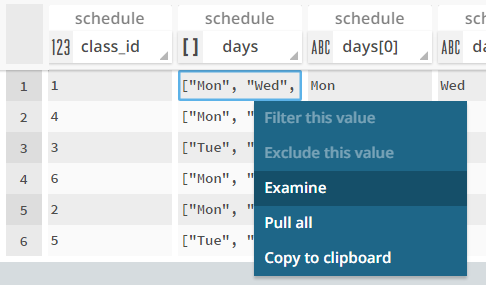 schedule schedule schedule schedule
123 class_id [ ] days ABC days[0] ABC da
1 1 ["Mon", "Wed", Mon Wed
2 4 ["Mon", "
Filter this value
3 3 ["Tue", "
Exclude this value
4 6 ["Mon", "
Examine
5 2 ["Mon", "
Pull all
6 5 ["Tue", "
Copy to clipboard